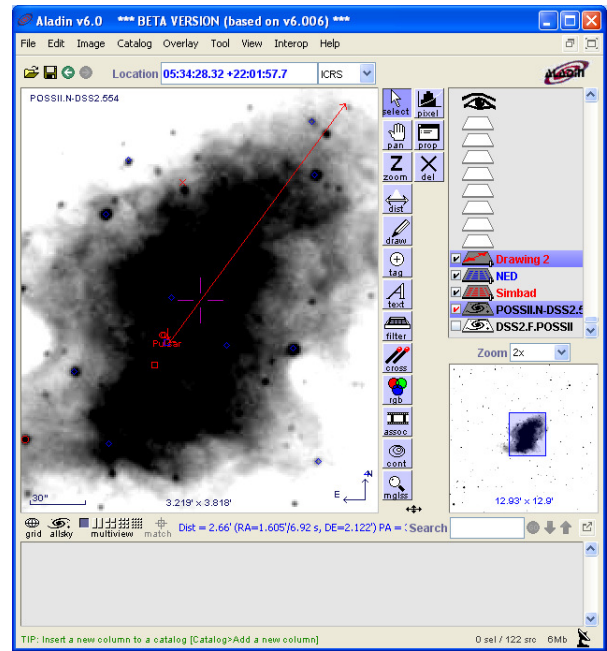 Aladin v6.0 *** BETA VERSION (based on v6.006) ***
File Edit Image Catalog Overlay Tool View Interop Help
Location 05:34:28.32 +22:01:57.7 ICRS
Aladin
POSSII.N-DSS2.554
select pixel
pan prop
Z
zoom del
dist
draw
tag
A
text
filter
cross
rgb
assoc
cont
mglss
Drawing 2
NED
Simbad
POSSII.N-DSS2.5
DSS2.F.POSSII
Zoom 2x
Pulsar
30"
3.219' x 3.818'
N
E
12.93' x 12.9'
grid allsky multiview match Dist = 2.66' (RA=1.605'/6.92 s, DE=2.122') PA = : Search
TIP: Insert a new column to a catalog [Catalog>Add a new column]
0 sel / 122 src 6Mb